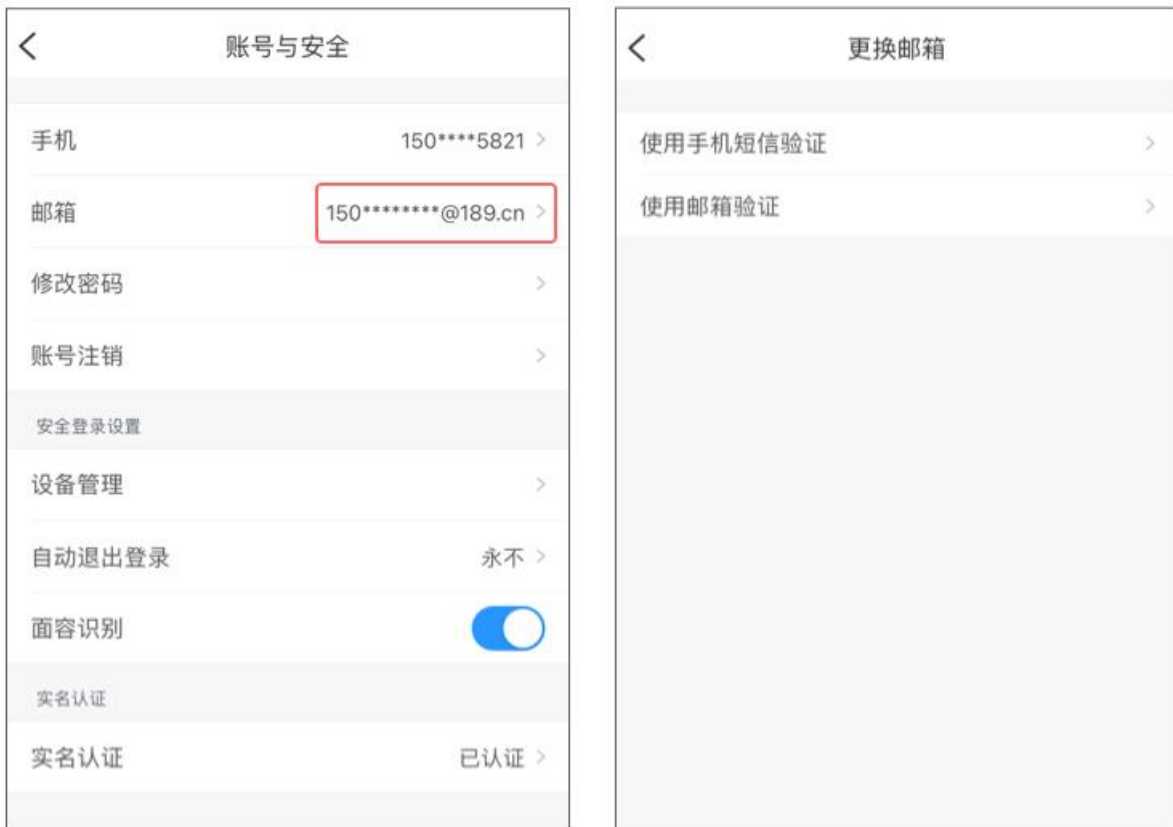 账号与安全
手机 150****5821
邮箱 150********@189.cn
修改密码
账号注销
安全登录设置
设备管理
自动退出登录 永不
面容识别
实名认证
实名认证 已认证
更换邮箱
使用手机短信验证
使用邮箱验证